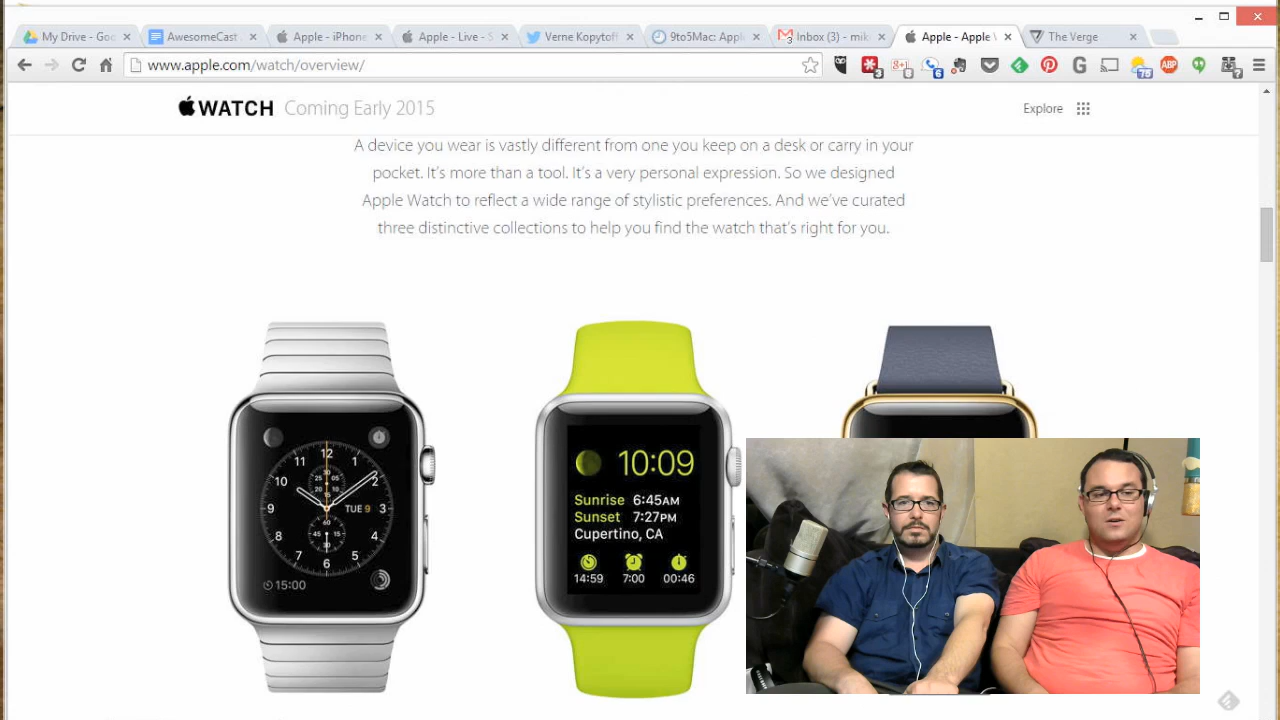 My Drive - Goo
AwesomeCast
Apple - iPhone
Apple - Live - S
Verne Kopytoff
9to5Mac: Apple
Inbox (3) - mik
Apple - Apple
The Verge
www.apple.com/watch/overview/
3
8
6
75
ABP
?
WATCH Coming Early 2015
Explore
A device you wear is vastly different from one you keep on a desk or carry in your
pocket. It's more than a tool. It's a very personal expression. So we designed
Apple Watch to reflect a wide range of stylistic preferences. And we've curated
three distinctive collections to help you find the watch that's right for you.
12
11 1
10 2
9 TUE 9 3
8 4
7 5
6
15:00
10:09
Sunrise 6:45AM
Sunset 7:27PM
Cupertino, CA
14:59 7:00 00:46